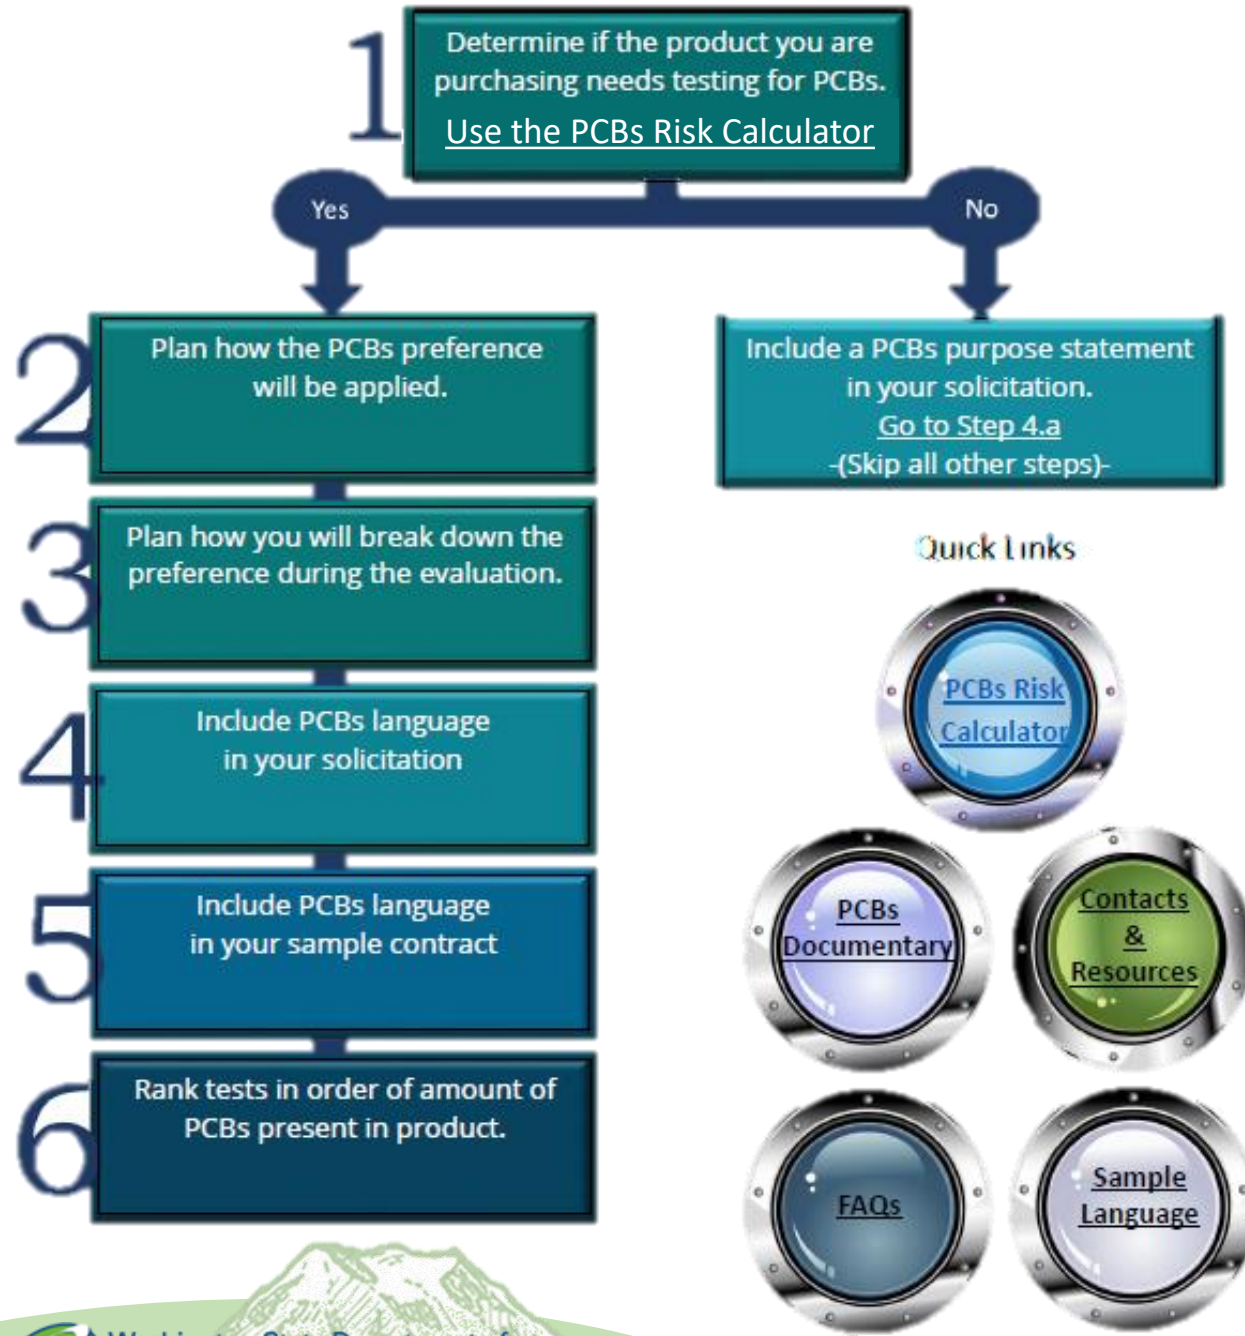 1
Determine if the product you are
purchasing needs testing for PCBs.
Use the PCBs Risk Calculator
Yes
No
2
Plan how the PCBs preference
will be applied.
Include a PCBs purpose statement
in your solicitation.
Go to Step 4.a
-(Skip all other steps)-
3
Plan how you will break down the
preference during the evaluation.
4
Include PCBs language
in your solicitation
5
Include PCBs language
in your sample contract
6
Rank tests in order of amount of
PCBs present in product.
Quick Links
PCBs Risk
Calculator
PCBs
Documentary
Contacts
&
Resources
FAQs
Sample
Language